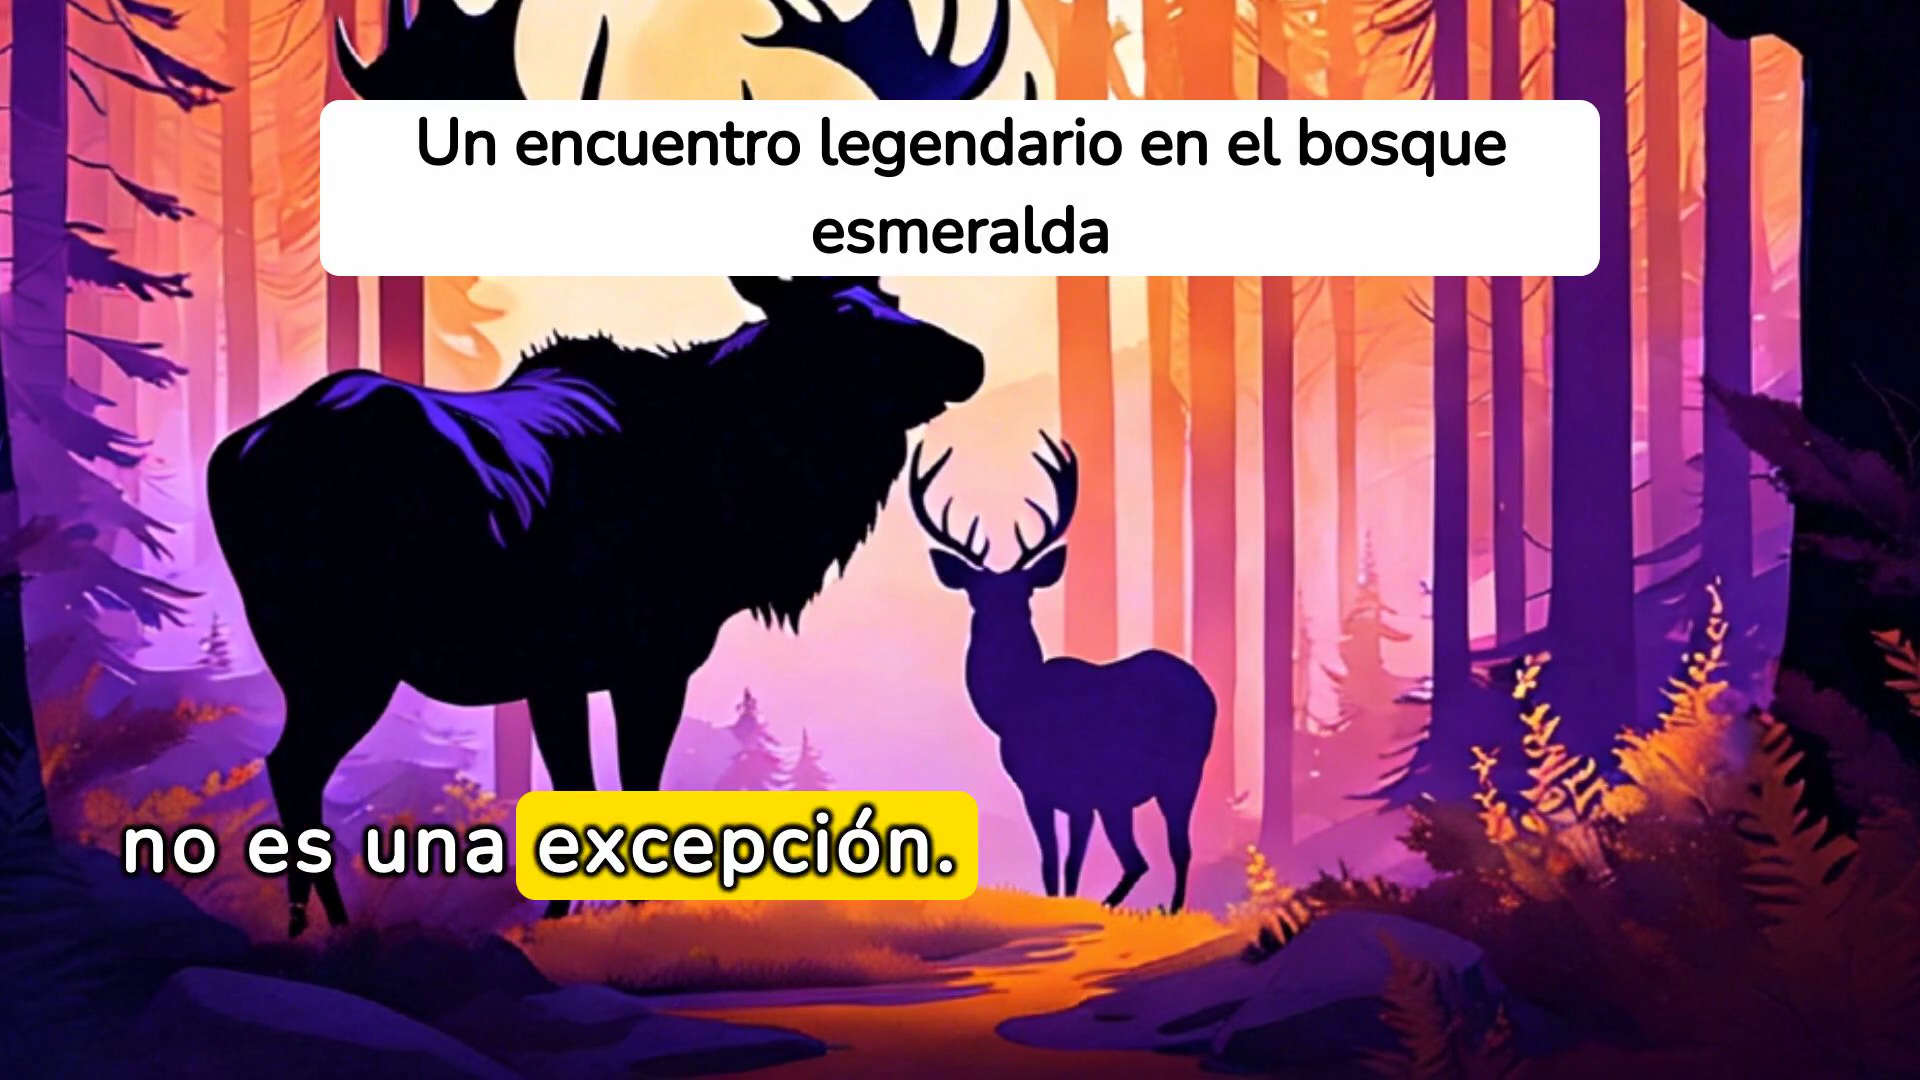 Un encuentro legendario en el bosque
esmeralda
no es una excepción.